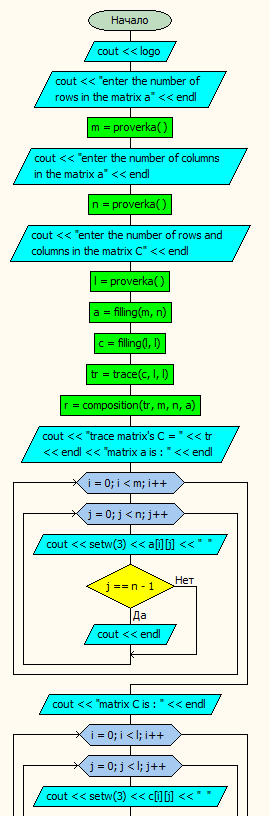 Начало
cout << logo
cout << "enter the number of
rows in the matrix a" << endl
m = proverka( )
cout << "enter the number of columns
in the matrix a" << endl
n = proverka( )
cout << "enter the number of rows and
columns in the matrix C" << endl
l = proverka( )
a = filling(m, n)
c = filling(l, l)
tr = trace(c, l, l)
r = composition(tr, m, n, a)
cout << "trace matrix's C = " << tr
<< endl << "matrix a is : " << endl
i = 0; i < m; i++
j = 0; j < n; j++
cout << setw(3) << a[i][j] << "  "
j == n - 1
Нет
Да
cout << endl
cout << "matrix C is : " << endl
i = 0; i < l; i++
j = 0; j < l; j++
cout << setw(3) << c[i][j] << "  "